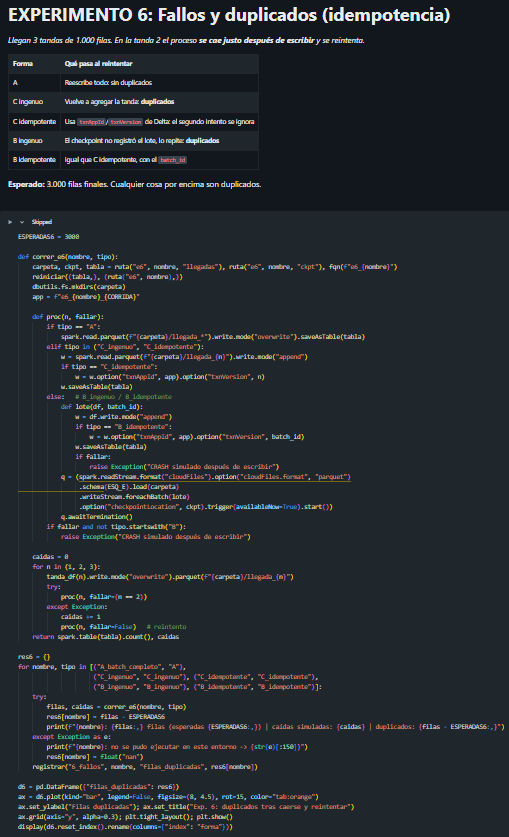 EXPERIMENTO 6: Fallos y duplicados (idempotencia)
Llegan 3 tandas de 1.000 filas. En la tanda 2 el proceso se cae justo después de escribir y se reintenta.
Forma Qué pasa al reintentar
A Reescribe todo: sin duplicados
C ingenuo Vuelve a agregar la tanda: duplicados
C idempotente Usa txnAppId / txnVersion de Delta: el segundo intento se ignora
B ingenuo El checkpoint no registró el lote, lo repite: duplicados
B idempotente Igual que C idempotente, con el batch_id
Esperado: 3.000 filas finales. Cualquier cosa por encima son duplicados.
Skipped
ESPERADAS6 = 3000
def correr_e6(nombre, tipo):
    carpeta, ckpt, tabla = ruta("e6", nombre, "llegadas"), ruta("e6", nombre, "ckpt"), fqn(f"e6_{nombre}")
    reiniciar((tabla,), (ruta("e6", nombre),))
    dbutils.fs.mkdirs(carpeta)
    app = f"e6_{nombre}_{CORRIDA}"
    def proc(n, fallar):
        if tipo == "A":
            spark.read.parquet(f"{carpeta}/llegada_*").write.mode("overwrite").saveAsTable(tabla)
        elif tipo in ("C_ingenuo", "C_idempotente"):
            w = spark.read.parquet(f"{carpeta}/llegada_{n}").write.mode("append")
            if tipo == "C_idempotente":
                w = w.option("txnAppId", app).option("txnVersion", n)
            w.saveAsTable(tabla)
        else:   # B_ingenuo / B_idempotente
            def lote(df, batch_id):
                w = df.write.mode("append")
                if tipo == "B_idempotente":
                    w = w.option("txnAppId", app).option("txnVersion", batch_id)
                w.saveAsTable(tabla)
                if fallar:
                    raise Exception("CRASH simulado después de escribir")
            q = (spark.readStream.format("cloudFiles").option("cloudFiles.format", "parquet")
                 .schema(ESQ_E).load(carpeta)
                 .writeStream.foreachBatch(lote)
                 .option("checkpointLocation", ckpt).trigger(availableNow=True).start())
            q.awaitTermination()
        if fallar and not tipo.startswith("B"):
            raise Exception("CRASH simulado después de escribir")
    caidas = 0
    for n in (1, 2, 3):
        tanda_df(n).write.mode("overwrite").parquet(f"{carpeta}/llegada_{n}")
        try:
            proc(n, fallar=(n == 2))
        except Exception:
            caidas += 1
            proc(n, fallar=False)   # reintento
    return spark.table(tabla).count(), caidas
res6 = {}
for nombre, tipo in [("A_batch_completo", "A"),
                     ("C_ingenuo", "C_ingenuo"), ("C_idempotente", "C_idempotente"),
                     ("B_ingenuo", "B_ingenuo"), ("B_idempotente", "B_idempotente")]:
    try:
        filas, caidas = correr_e6(nombre, tipo)
        res6[nombre] = filas - ESPERADAS6
        print(f"{nombre}: {filas:,} filas (esperadas {ESPERADAS6:,}) | caidas simuladas: {caidas} | duplicados: {filas - ESPERADAS6:,}")
    except Exception as e:
        print(f"{nombre}: no se pudo ejecutar en este entorno -> {str(e)[:150]}")
        res6[nombre] = float("nan")
    registrar("6_fallos", nombre, "filas_duplicadas", res6[nombre])
d6 = pd.DataFrame({"filas_duplicadas": res6})
ax = d6.plot(kind="bar", legend=False, figsize=(8, 4.5), rot=15, color="tab:orange")
ax.set_ylabel("Filas duplicadas"); ax.set_title("Exp. 6: duplicados tras caerse y reintentar")
ax.grid(axis="y", alpha=0.3); plt.tight_layout(); plt.show()
display(d6.reset_index().rename(columns={"index": "forma"}))